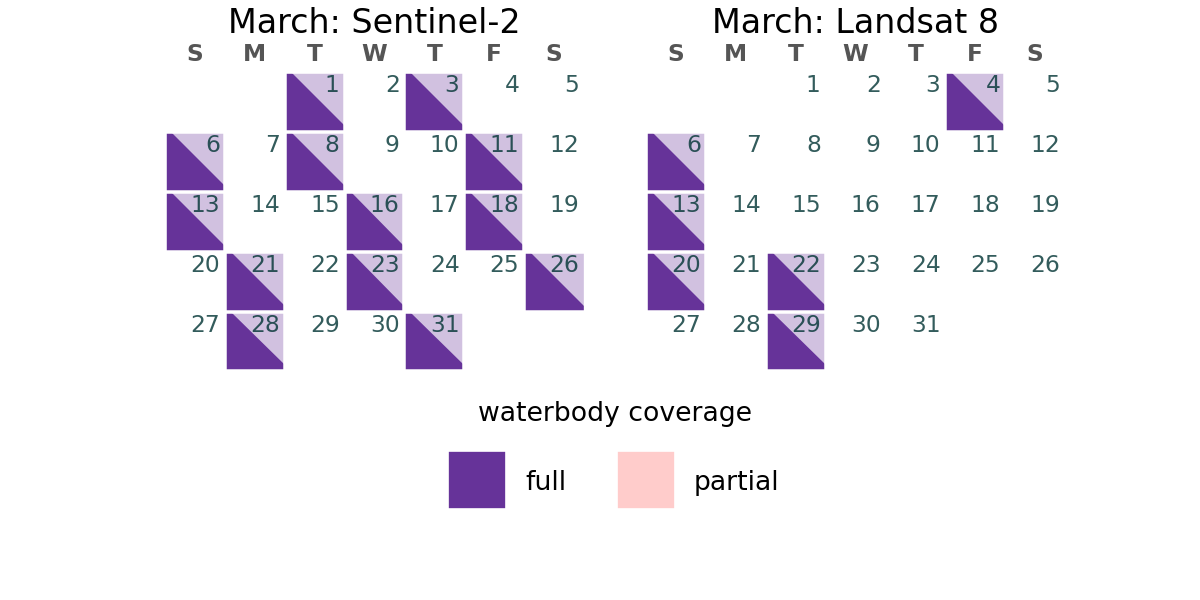 March: Sentinel-2
S M T W T F S
1 2 3 4 5
6 7 8 9 10 11 12
13 14 15 16 17 18 19
20 21 22 23 24 25 26
27 28 29 30 31
March: Landsat 8
S M T W T F S
1 2 3 4 5
6 7 8 9 10 11 12
13 14 15 16 17 18 19
20 21 22 23 24 25 26
27 28 29 30 31
waterbody coverage
full partial